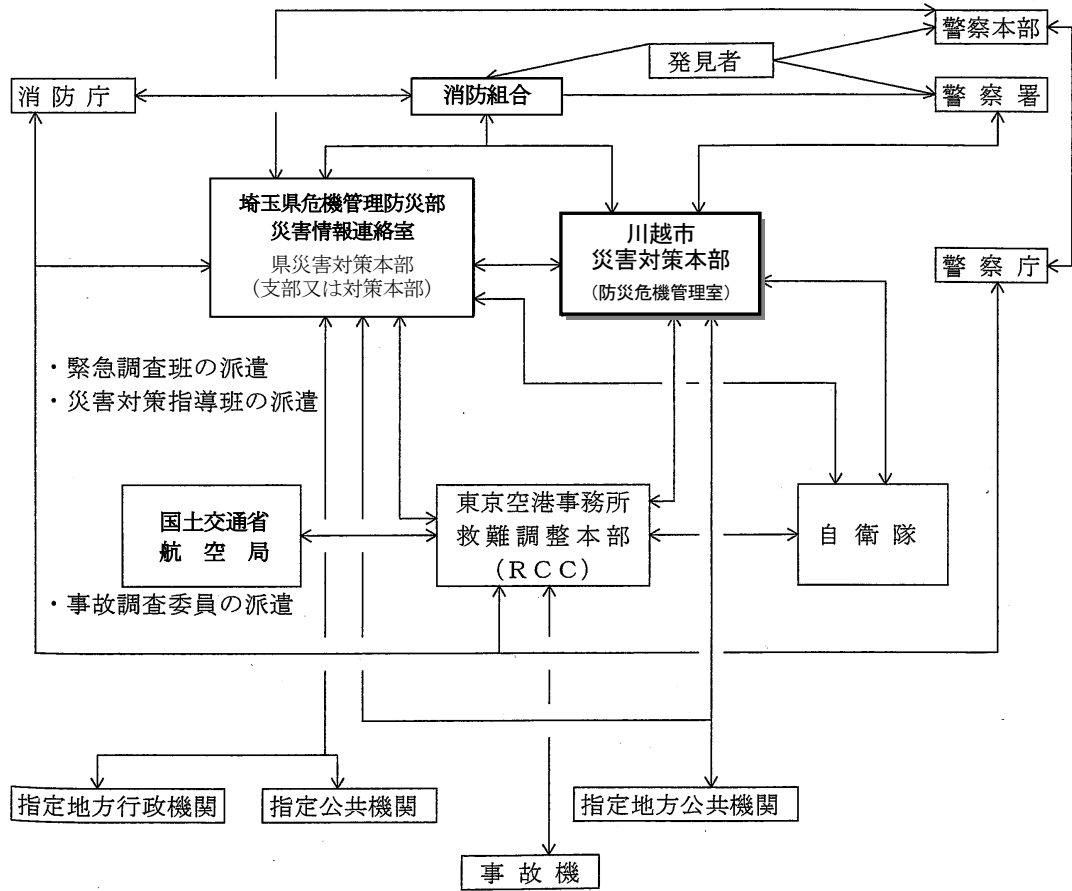 警察本部
発見者
消防庁
消防組合
警察署
埼玉県危機管理防災部
災害情報連絡室
県災害対策本部
（支部又は対策本部）
川越市
災害対策本部
（防災危機管理室）
警察庁
・緊急調査班の派遣
・災害対策指導班の派遣
国土交通省
航空局
東京空港事務所
救難調整本部
（ＲＣＣ）
自衛隊
・事故調査委員の派遣
指定地方行政機関
指定公共機関
指定地方公共機関
事故機